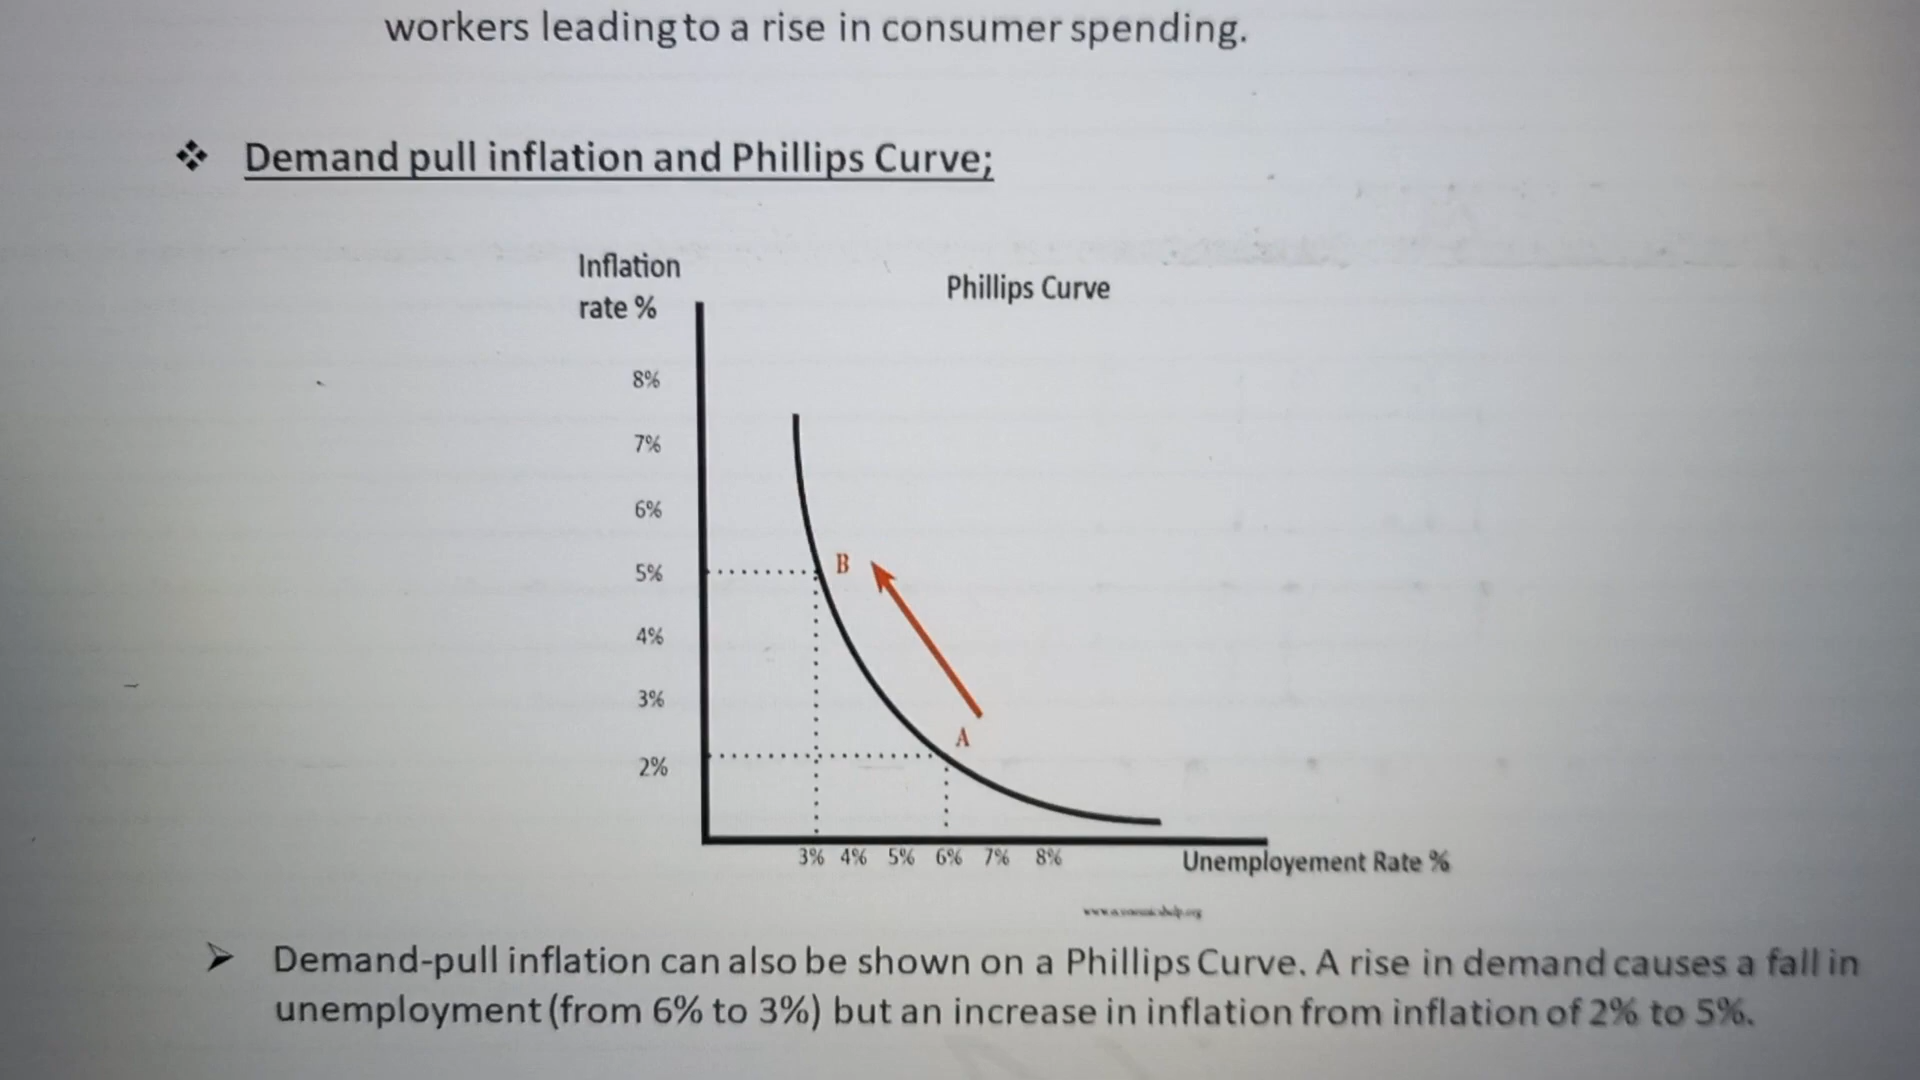 workers leading to a rise in consumer spending.
Demand pull inflation and Phillips Curve;
Inflation
rate %
Phillips Curve
8%
7%
6%
5%
B
4%
3%
A
2%
3% 4% 5% 6% 7% 8%
Unemployement Rate %
Demand-pull inflation can also be shown on a Phillips Curve. A rise in demand causes a fall in
unemployment (from 6% to 3%) but an increase in inflation from inflation of 2% to 5%.